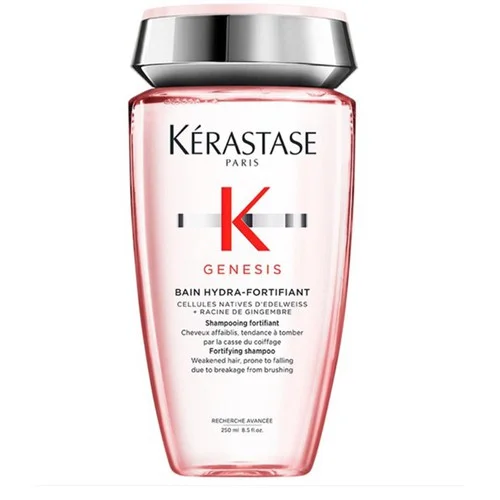 KÉRASTASE
PARIS
K
GENESIS
BAIN HYDRA-FORTIFIANT
CELLULES NATIVES D'EDELWEISS
+ RACINE DE GINGEMBRE
Shampooing fortifiant
Cheveux affaiblis, tendance à tomber
par la casse du coiffage
Fortifying shampoo
Weakened hair, prone to falling
due to breakage from brushing
RECHERCHE AVANCÉE
250 ml 8.5 fl. oz.